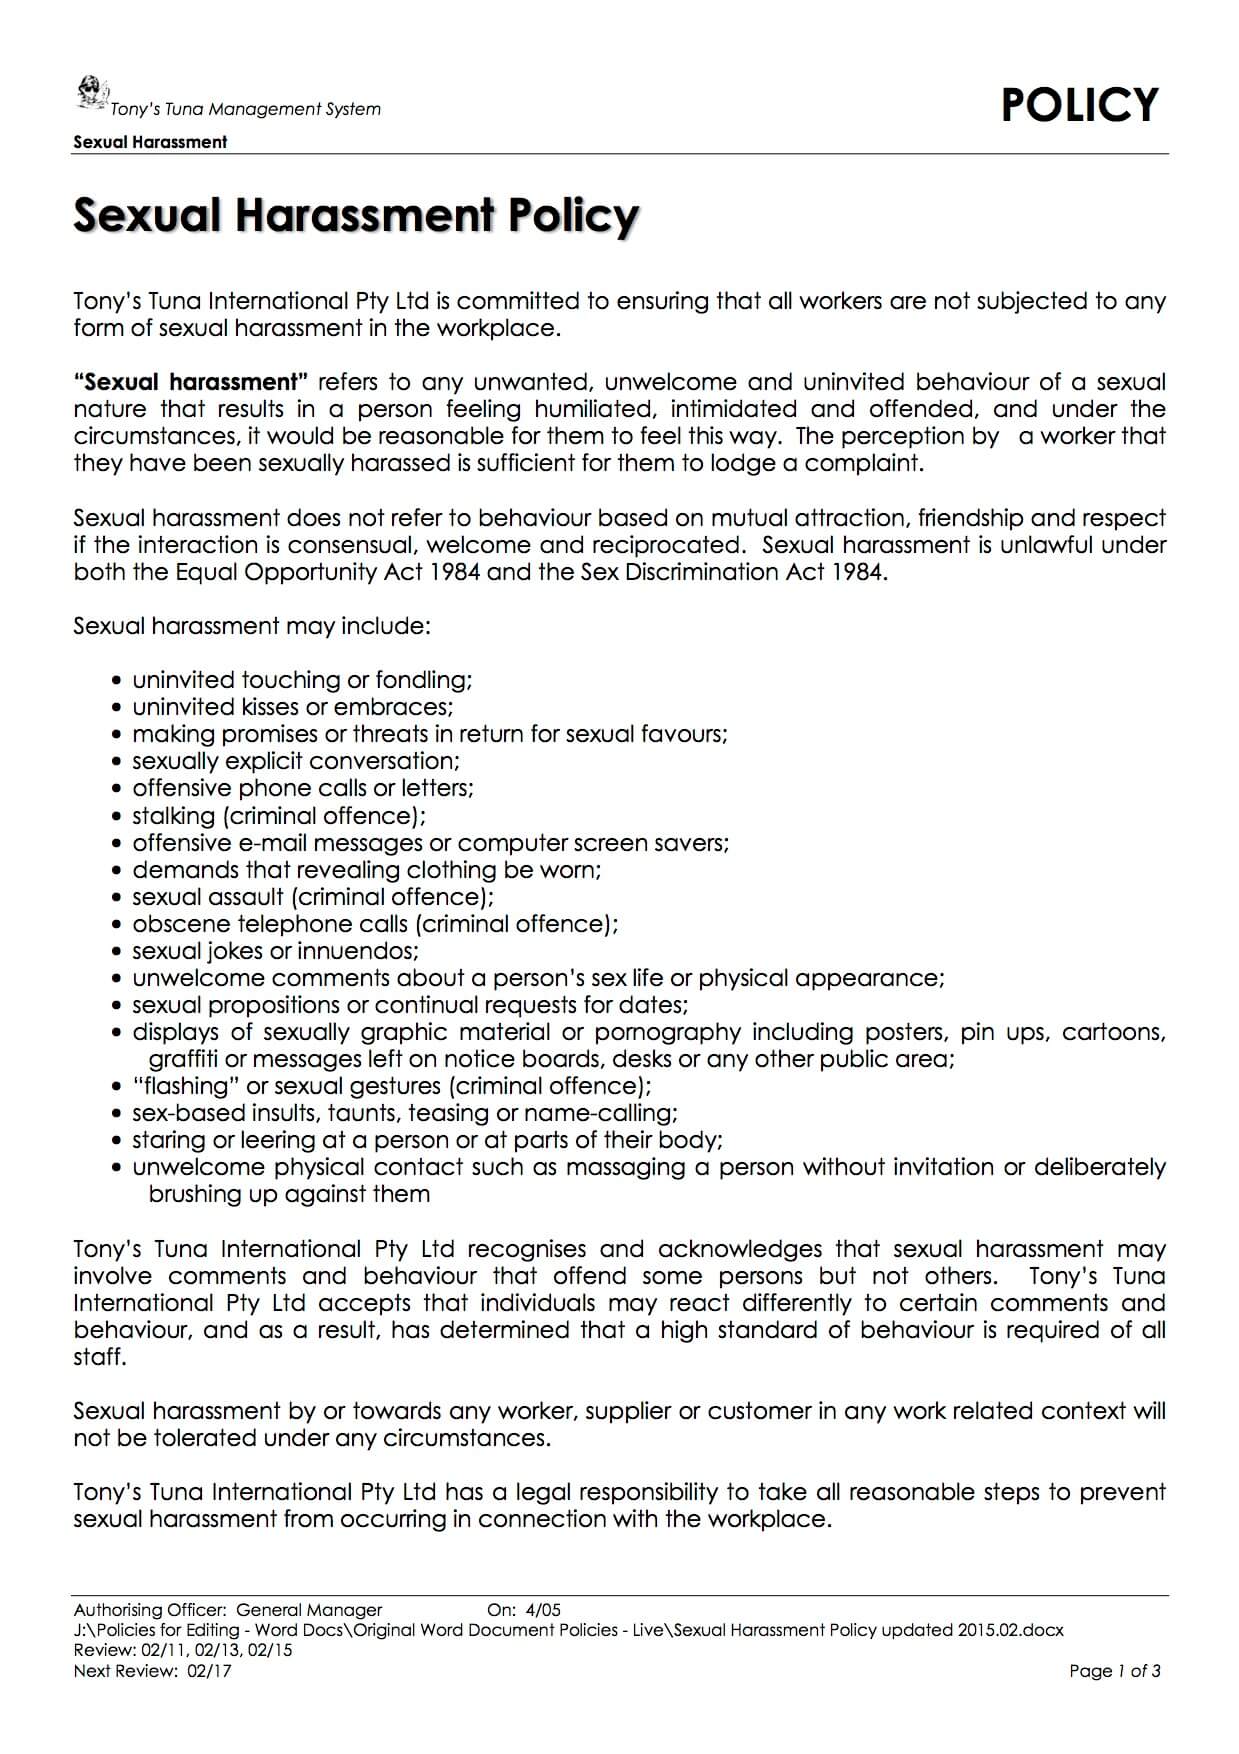 Tony’s Tuna Management System
POLICY
Sexual Harassment
Sexual Harassment Policy
Tony’s Tuna International Pty Ltd is committed to ensuring that all workers are not subjected to any
form of sexual harassment in the workplace.
“Sexual harassment” refers to any unwanted, unwelcome and uninvited behaviour of a sexual
nature that results in a person feeling humiliated, intimidated and offended, and under the
circumstances, it would be reasonable for them to feel this way. The perception by a worker that
they have been sexually harassed is sufficient for them to lodge a complaint.
Sexual harassment does not refer to behaviour based on mutual attraction, friendship and respect
if the interaction is consensual, welcome and reciprocated. Sexual harassment is unlawful under
both the Equal Opportunity Act 1984 and the Sex Discrimination Act 1984.
Sexual harassment may include:
• uninvited touching or fondling;
• uninvited kisses or embraces;
• making promises or threats in return for sexual favours;
• sexually explicit conversation;
• offensive phone calls or letters;
• stalking (criminal offence);
• offensive e-mail messages or computer screen savers;
• demands that revealing clothing be worn;
• sexual assault (criminal offence);
• obscene telephone calls (criminal offence);
• sexual jokes or innuendos;
• unwelcome comments about a person’s sex life or physical appearance;
• sexual propositions or continual requests for dates;
• displays of sexually graphic material or pornography including posters, pin ups, cartoons,
graffiti or messages left on notice boards, desks or any other public area;
• “flashing” or sexual gestures (criminal offence);
• sex-based insults, taunts, teasing or name-calling;
• staring or leering at a person or at parts of their body;
• unwelcome physical contact such as massaging a person without invitation or deliberately
brushing up against them
Tony’s Tuna International Pty Ltd recognises and acknowledges that sexual harassment may
involve comments and behaviour that offend some persons but not others. Tony’s Tuna
International Pty Ltd accepts that individuals may react differently to certain comments and
behaviour, and as a result, has determined that a high standard of behaviour is required of all
staff.
Sexual harassment by or towards any worker, supplier or customer in any work related context will
not be tolerated under any circumstances.
Tony’s Tuna International Pty Ltd has a legal responsibility to take all reasonable steps to prevent
sexual harassment from occurring in connection with the workplace.
Authorising Officer: General Manager On: 4/05
J:\Policies for Editing - Word Docs\Original Word Document Policies - Live\Sexual Harassment Policy updated 2015.02.docx
Review: 02/11, 02/13, 02/15
Next Review: 02/17 Page 1 of 3